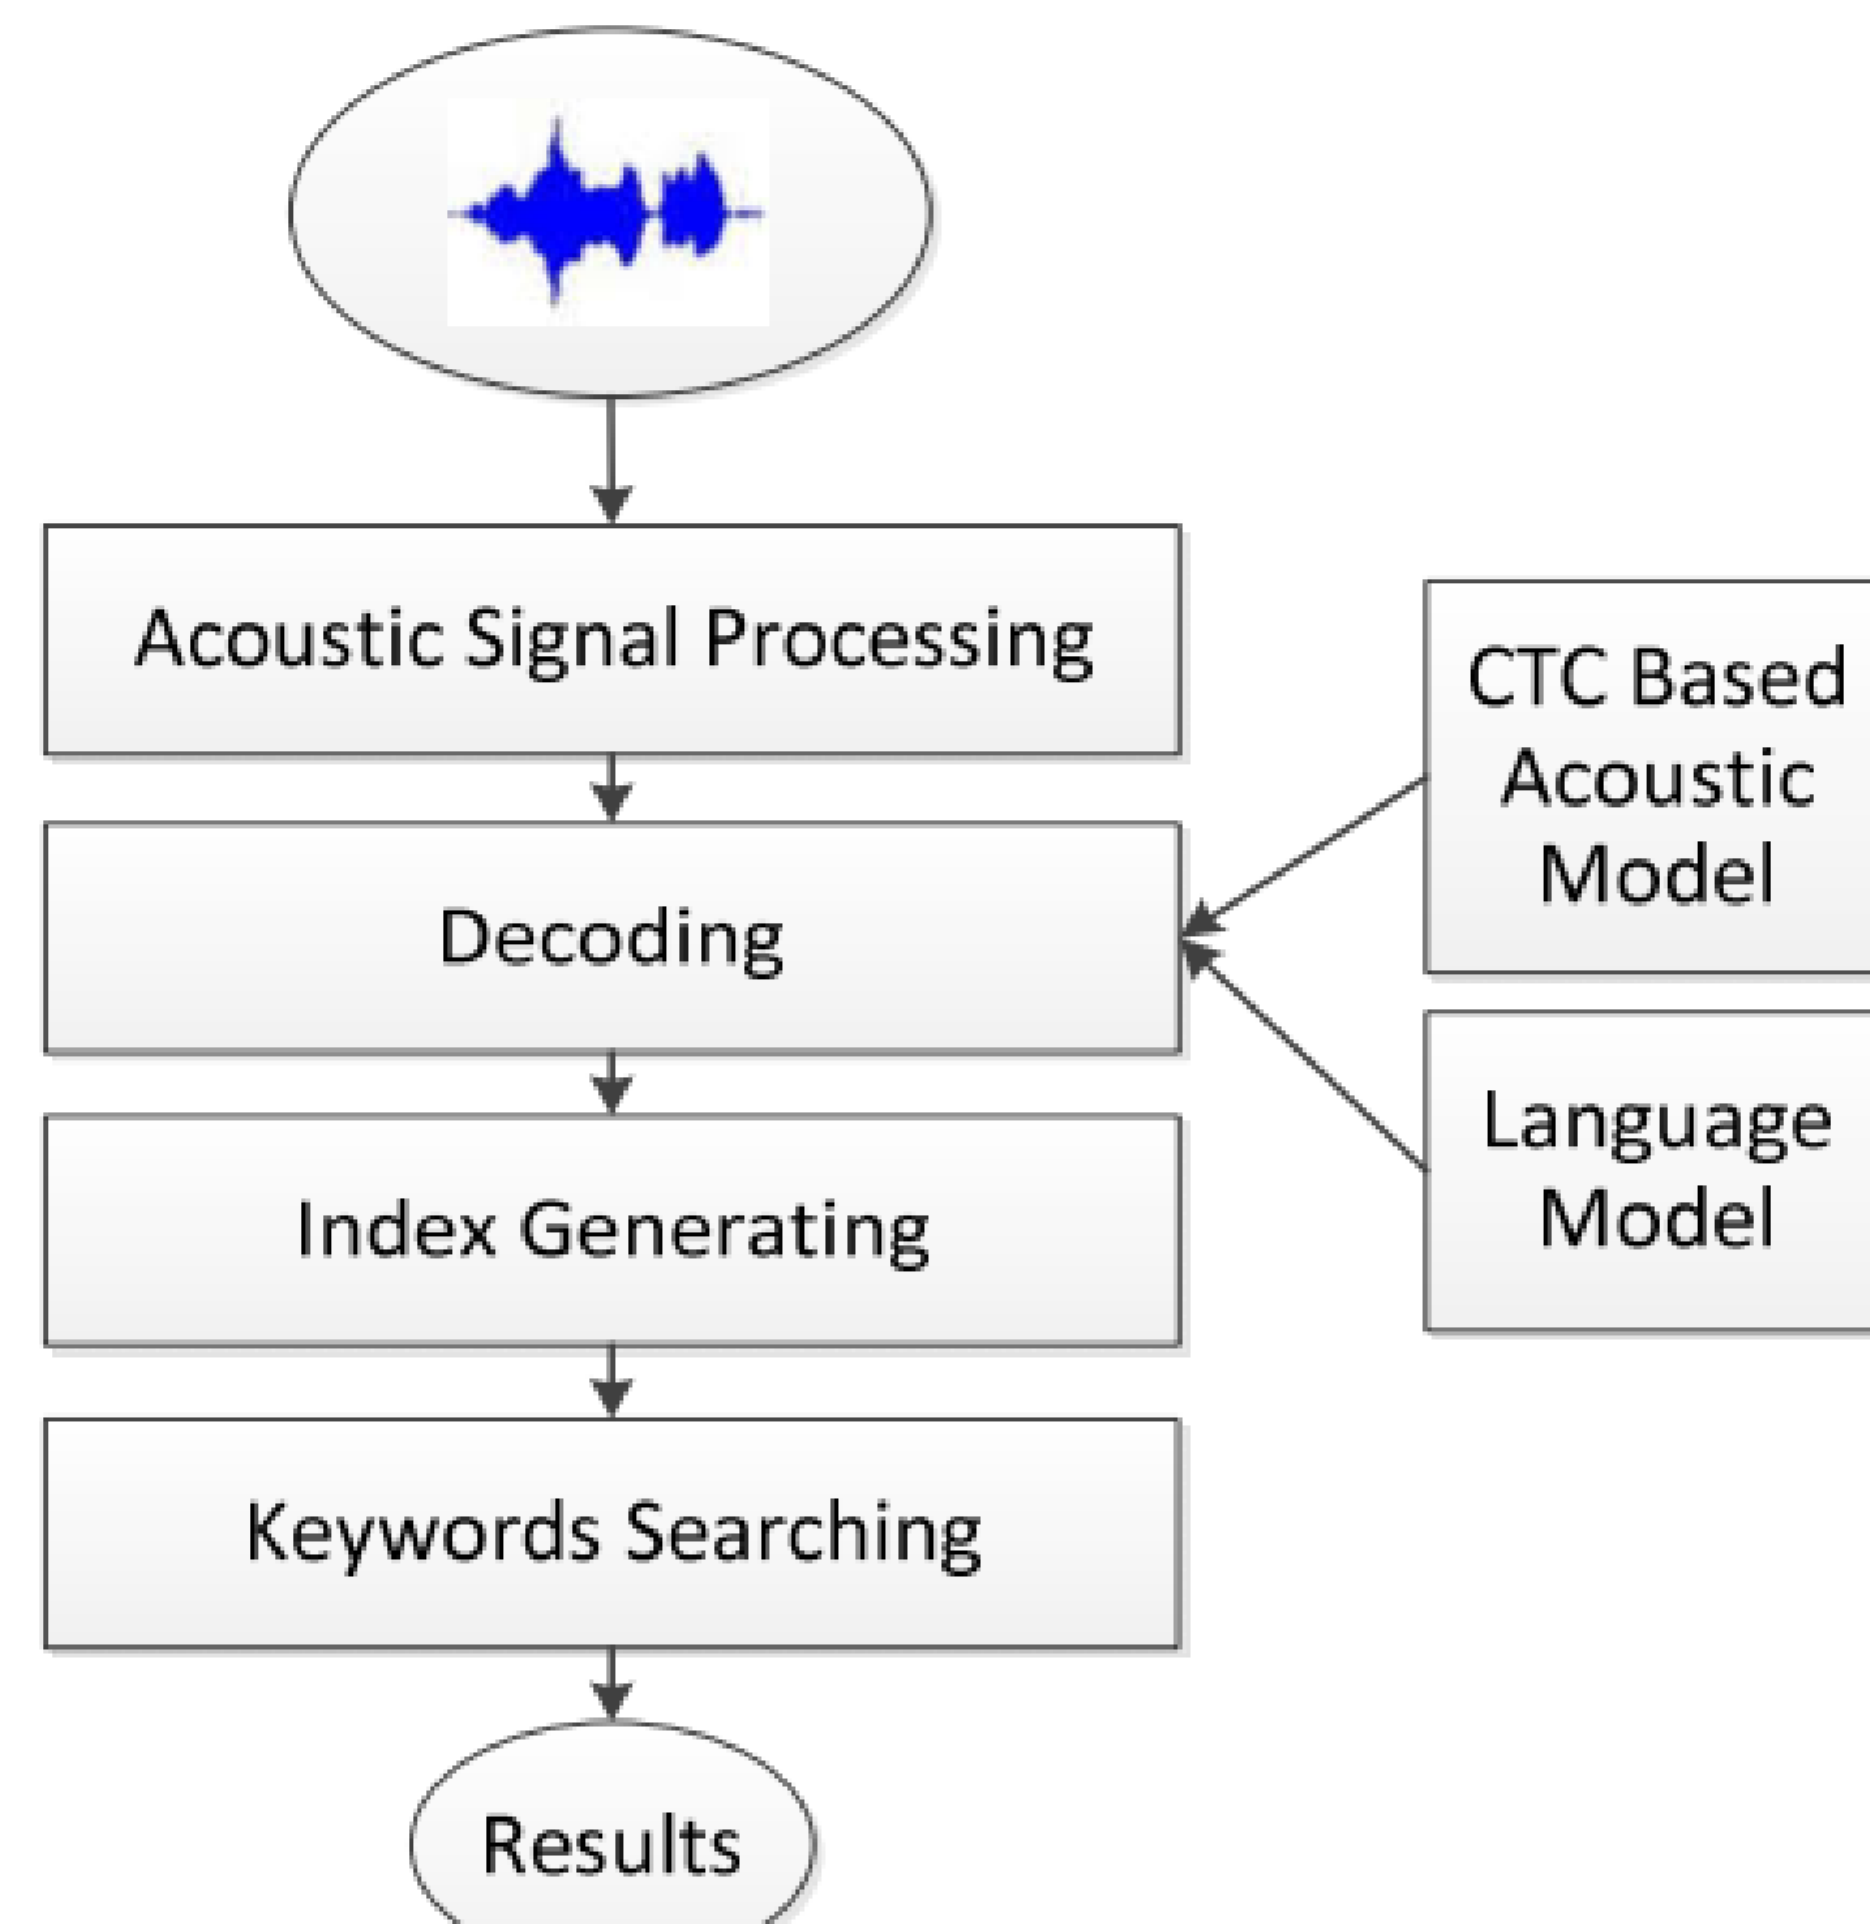 Acoustic Signal Processing
CTC Based
Acoustic
Model
Decoding
Language
Model
Index Generating
Keywords Searching
Results